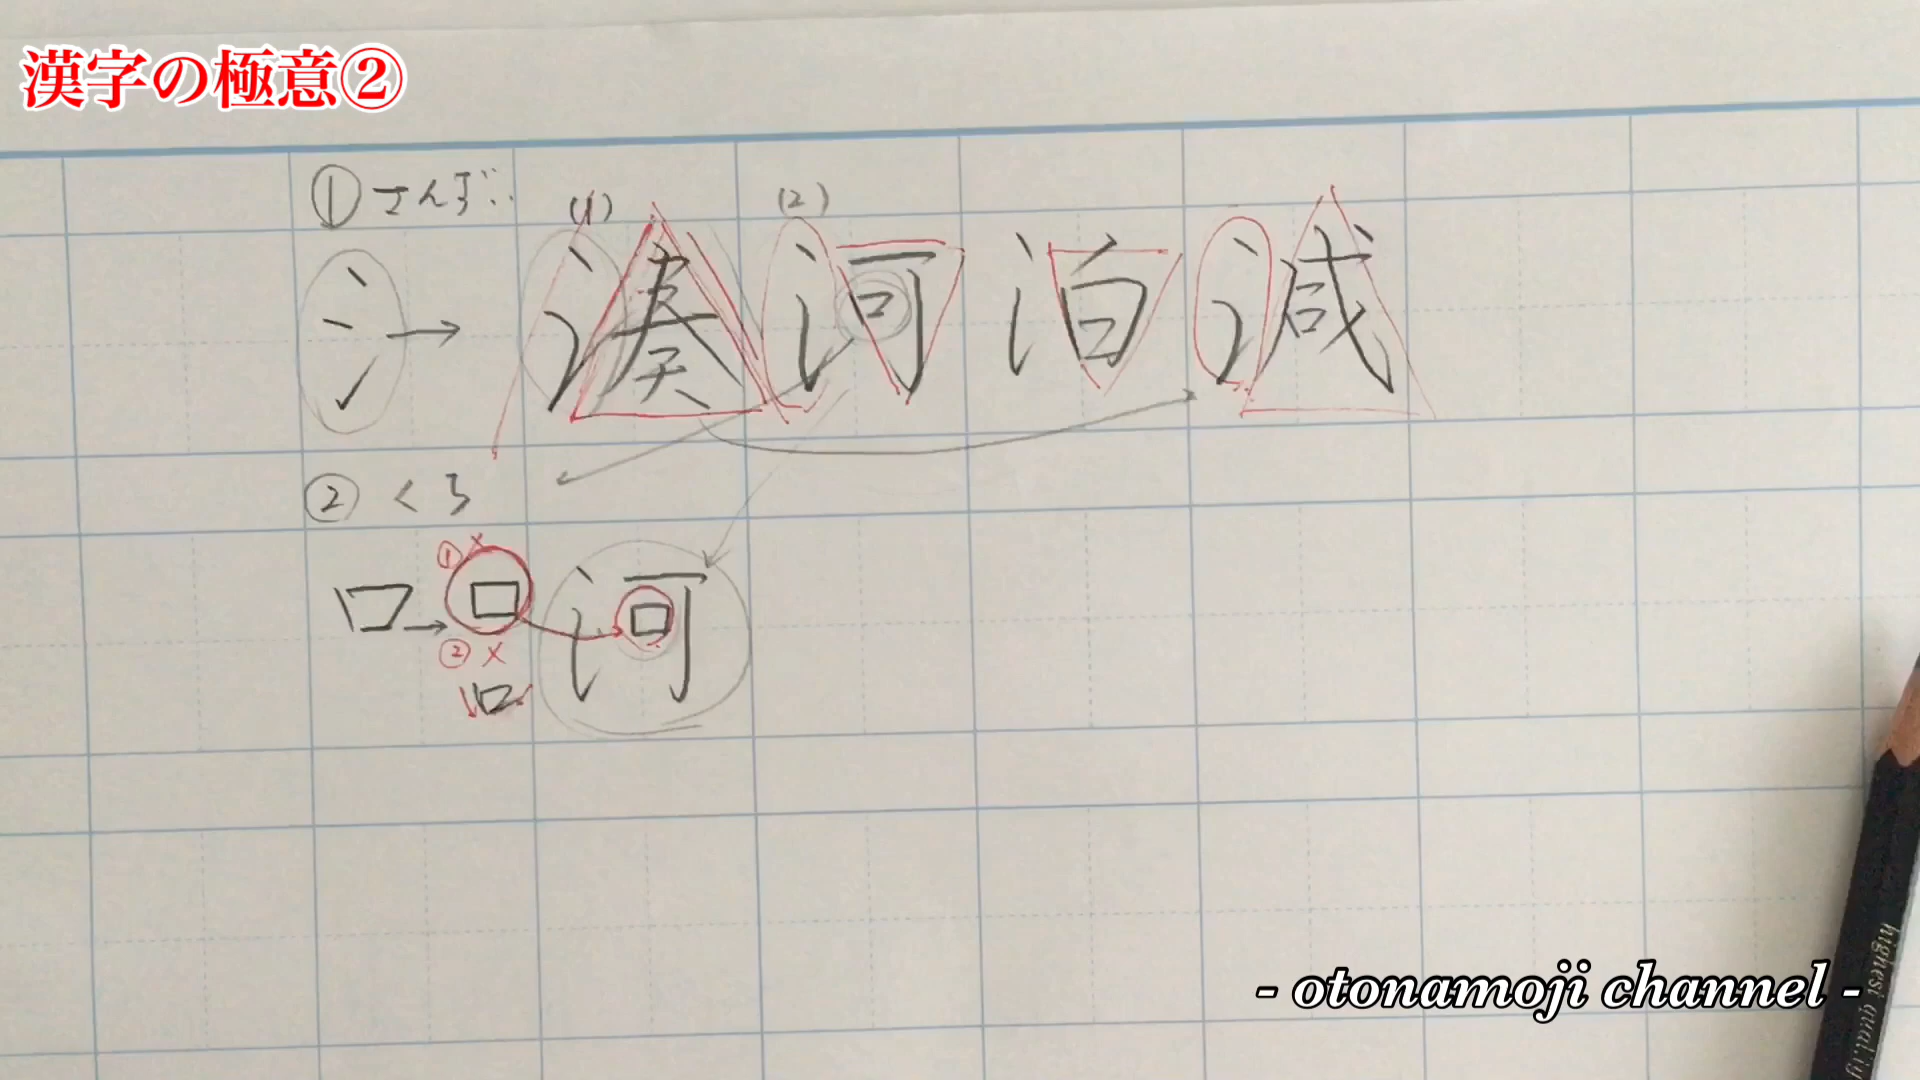 漢字の極意②
① さんずい
(1) (2)
氵→ 湊 河 泊 減
② くち
① ×
口→口 河
② ×
口
- otonamoji channel -
highest quality